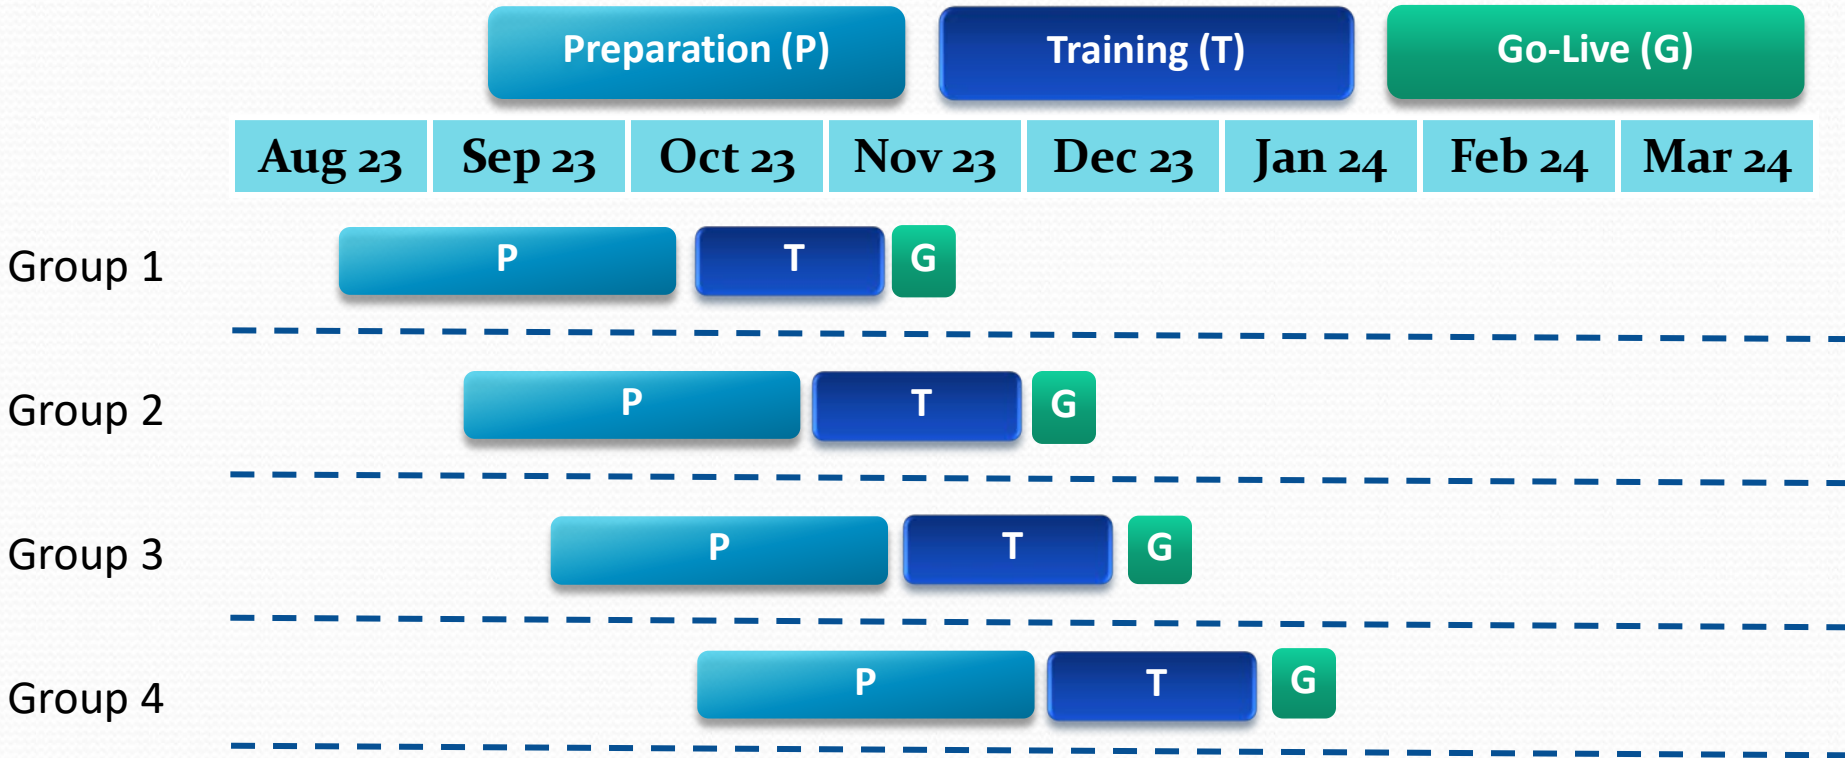 Preparation (P) Training (T) Go-Live (G)
Aug 23 Sep 23 Oct 23 Nov 23 Dec 23 Jan 24 Feb 24 Mar 24
Group 1 P T G
Group 2 P T G
Group 3 P T G
Group 4 P T G